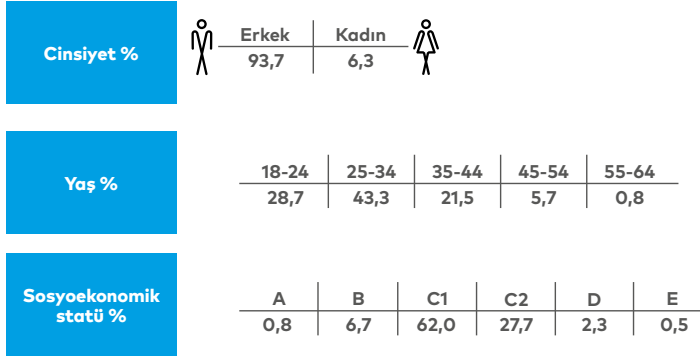 Cinsiyet %
Erkek Kadın
93,7 6,3
Yaş %
18-24 25-34 35-44 45-54 55-64
28,7 43,3 21,5 5,7 0,8
Sosyoekonomik
statü %
A B C1 C2 D E
0,8 6,7 62,0 27,7 2,3 0,5